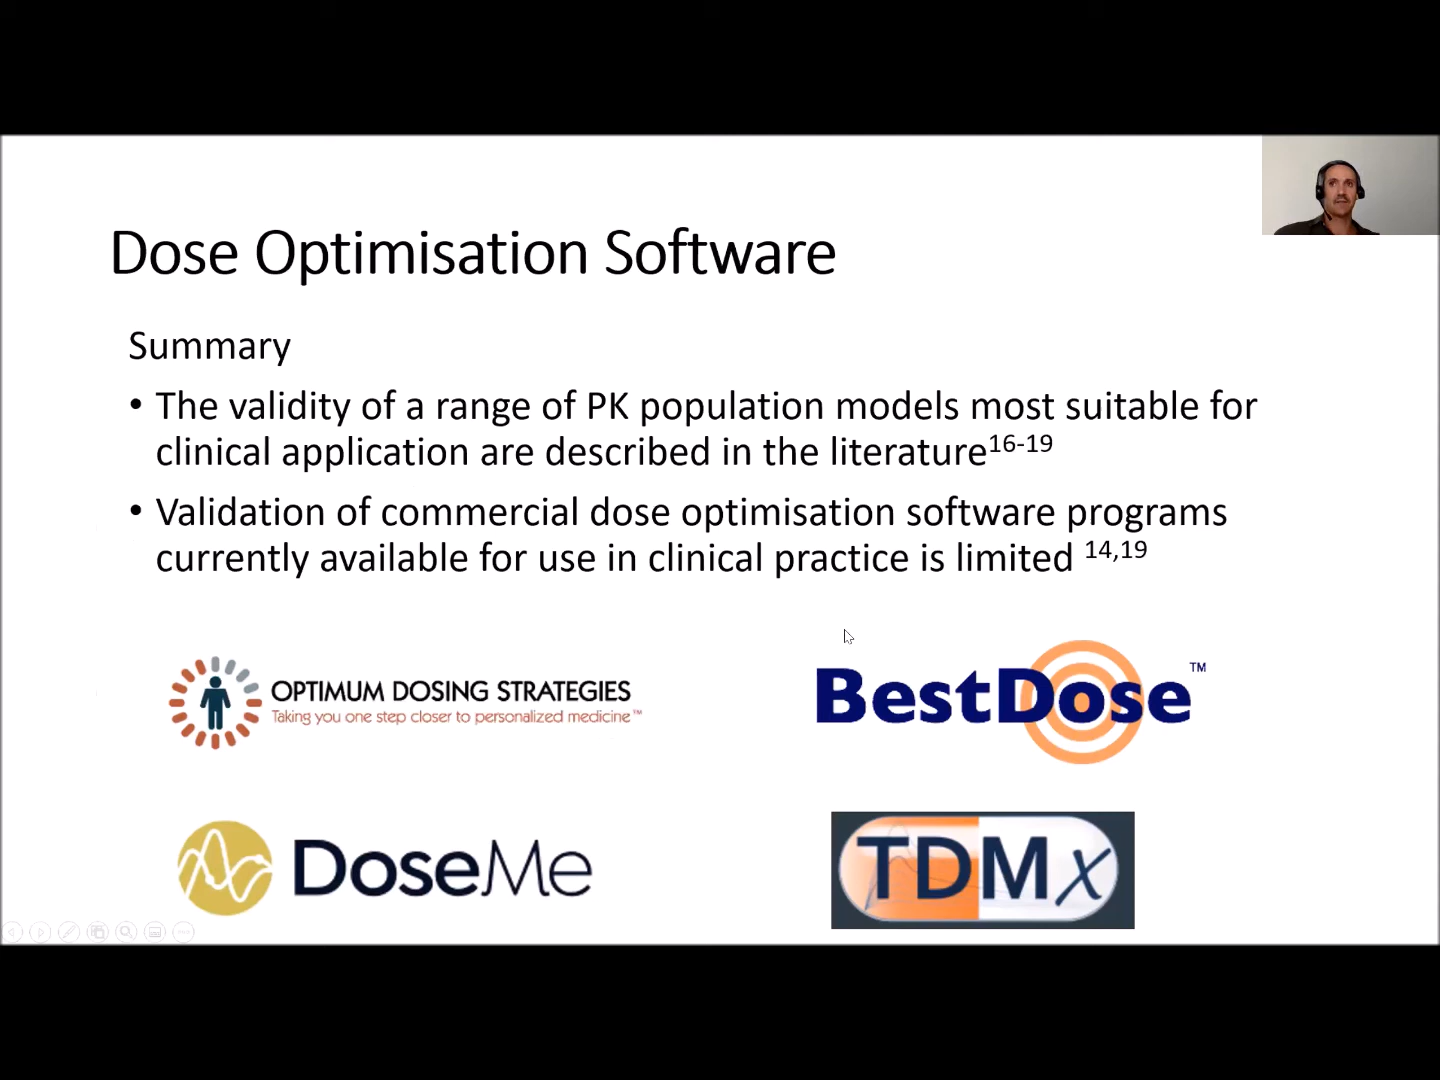 Dose Optimisation Software
Summary
• The validity of a range of PK population models most suitable for
clinical application are described in the literature16-19
• Validation of commercial dose optimisation software programs
currently available for use in clinical practice is limited 14,19
OPTIMUM DOSING STRATEGIES
Taking you one step closer to personalized medicine™
BestDose™
DoseMe
TDMx